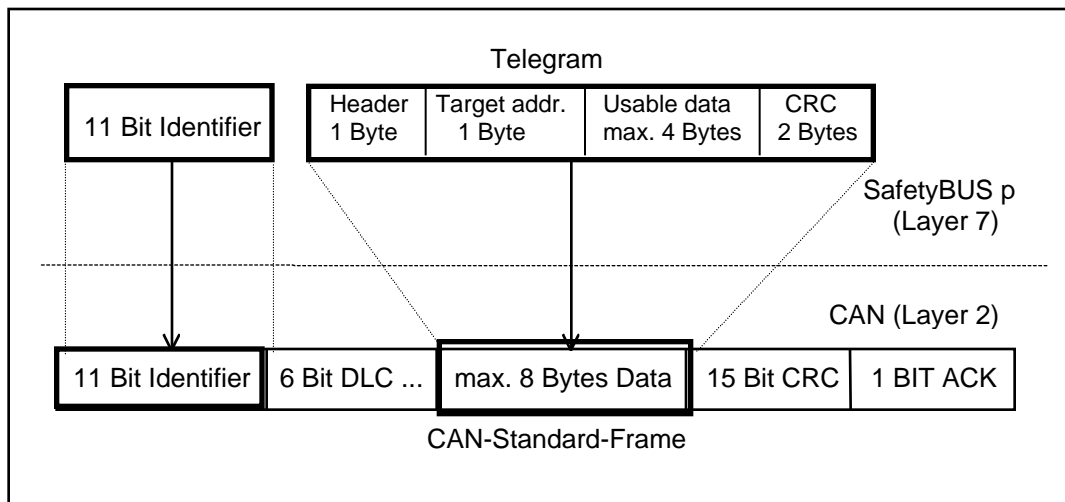 Telegram
11 Bit Identifier
Header
1 Byte
Target addr.
1 Byte
Usable data
max. 4 Bytes
CRC
2 Bytes
SafetyBUS p
(Layer 7)
CAN (Layer 2)
11 Bit Identifier
6 Bit DLC ...
max. 8 Bytes Data
15 Bit CRC
1 BIT ACK
CAN-Standard-Frame